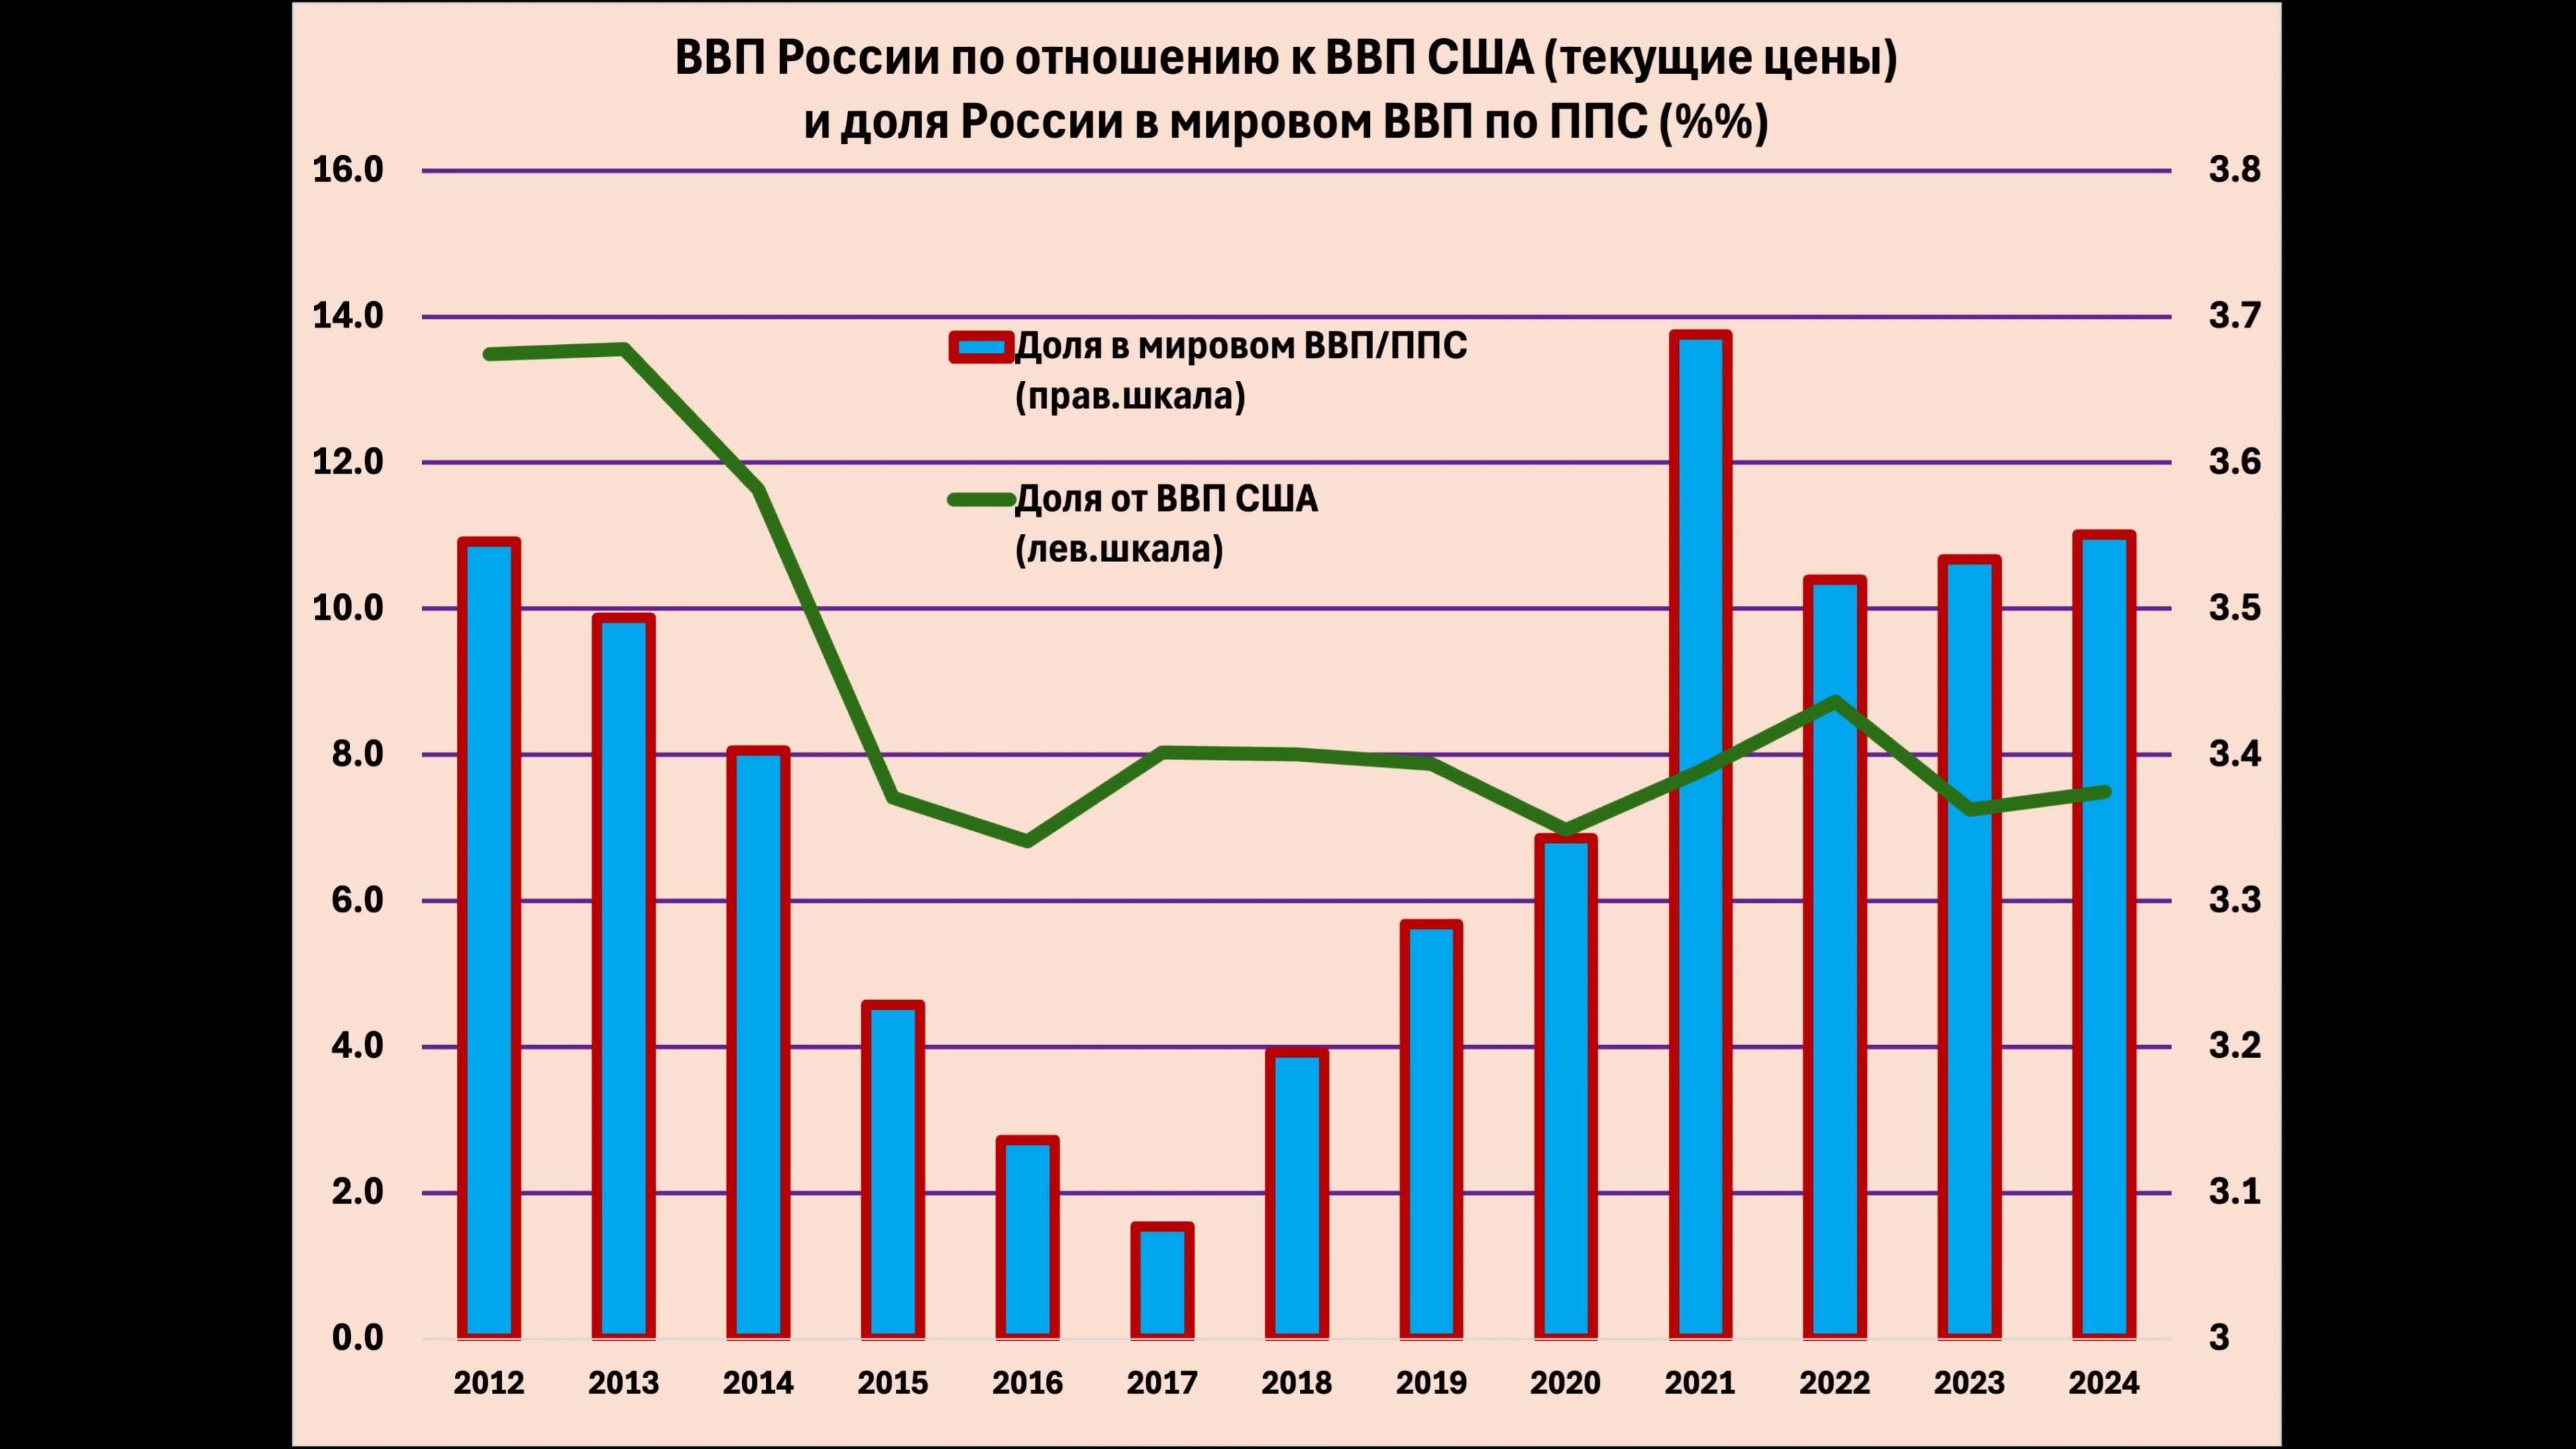 ВВП России по отношению к ВВП США (текущие цены)
и доля России в мировом ВВП по ППС (%%)
16.0
14.0
12.0
10.0
8.0
6.0
4.0
2.0
0.0
Доля в мировом ВВП/ППС
(прав.шкала)
Доля от ВВП США
(лев.шкала)
3.8
3.7
3.6
3.5
3.4
3.3
3.2
3.1
3
2012 2013 2014 2015 2016 2017 2018 2019 2020 2021 2022 2023 2024